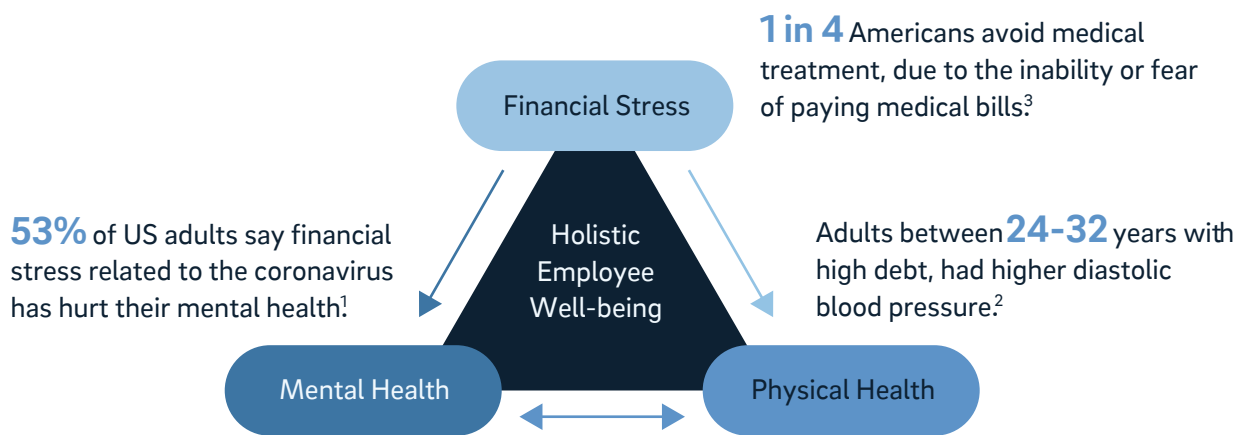 1 in 4 Americans avoid medical
treatment, due to the inability or fear
of paying medical bills.3
Financial Stress
53% of US adults say financial
stress related to the coronavirus
has hurt their mental health.1
Holistic
Employee
Well-being
Adults between 24-32 years with
high debt, had higher diastolic
blood pressure.2
Mental Health
Physical Health